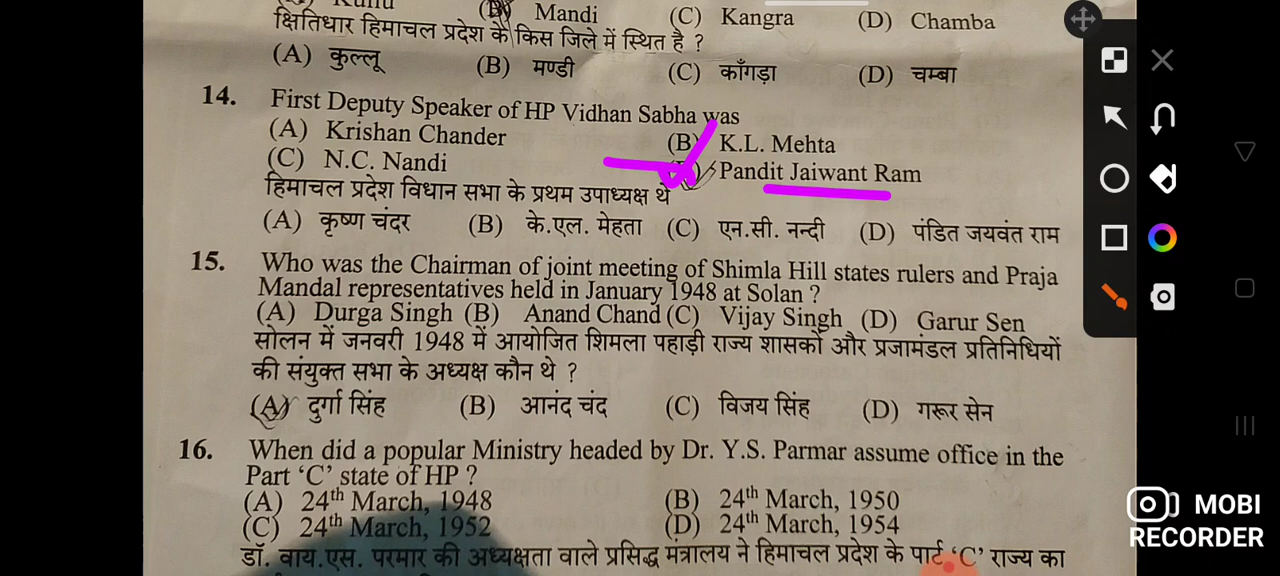 (B) Mandi (C) Kangra (D) Chamba
क्षितिधार हिमाचल प्रदेश के किस जिले में स्थित है ?
(A) कुल्लू (B) मण्डी (C) काँगड़ा (D) चम्बा
14. First Deputy Speaker of HP Vidhan Sabha was
(A) Krishan Chander (B) K.L. Mehta
(C) N.C. Nandi Pandit Jaiwant Ram
हिमाचल प्रदेश विधान सभा के प्रथम उपाध्यक्ष थे
(A) कृष्ण चंदर (B) के.एल. मेहता (C) एन.सी. नन्दी (D) पंडित जयवंत राम
15. Who was the Chairman of joint meeting of Shimla Hill states rulers and Praja
Mandal representatives held in January 1948 at Solan ?
(A) Durga Singh (B) Anand Chand (C) Vijay Singh (D) Garur Sen
सोलन में जनवरी 1948 में आयोजित शिमला पहाड़ी राज्य शासकों और प्रजामंडल प्रतिनिधियों
की संयुक्त सभा के अध्यक्ष कौन थे ?
(A) दुर्गा सिंह (B) आनंद चंद (C) विजय सिंह (D) गरूर सेन
16. When did a popular Ministry headed by Dr. Y.S. Parmar assume office in the
Part ‘C’ state of HP ?
(A) 24th March, 1948 (B) 24th March, 1950
(C) 24th March, 1952 (D) 24th March, 1954
डॉ. वाय.एस. परमार की अध्यक्षता वाले प्रसिद्ध मंत्रालय ने हिमाचल प्रदेश के पार्ट ‘C’ राज्य का
MOBI
RECORDER